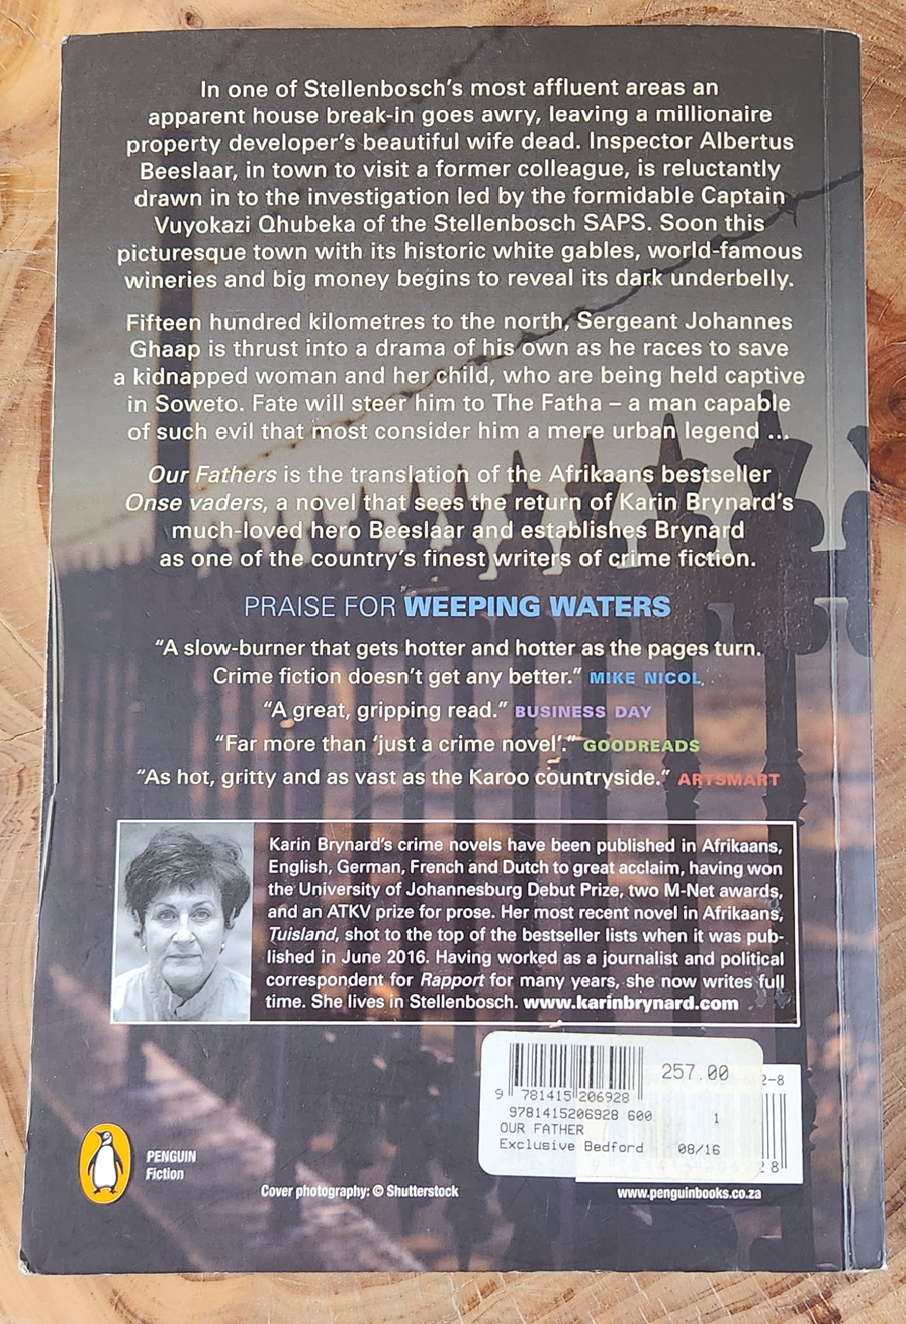 In one of Stellenbosch's most affluent areas an
apparent house break-in goes awry, leaving a millionaire
property developer's beautiful wife dead. Inspector Albertus
Beeslaar, in town to visit a former colleague, is reluctantly
drawn in to the investigation led by the formidable Captain
Vuyokazi Qhubeka of the Stellenbosch SAPS. Soon this
picturesque town with its historic white gables, world-famous
wineries and big money begins to reveal its dark underbelly.
Fifteen hundred kilometres to the north, Sergeant Johannes
Ghaap is thrust into a drama of his own as he races to save
a kidnapped woman and her child, who are being held captive
in Soweto. Fate will steer him to The Fatha – a man capable
of such evil that most consider him a mere urban legend ...
Our Fathers is the translation of the Afrikaans bestseller
Onse vaders, a novel that sees the return of Karin Brynard's
much-loved hero Beeslaar and establishes Brynard
as one of the country's finest writers of crime fiction.
PRAISE FOR WEEPING WATERS
"A slow-burner that gets hotter and hotter as the pages turn.
Crime fiction doesn't get any better." MIKE NICOL
"A great, gripping read." BUSINESS DAY
"Far more than 'just a crime novel'." GOODREADS
"As hot, gritty and as vast as the Karoo countryside." ARTSMART
Karin Brynard's crime novels have been published in Afrikaans,
English, German, French and Dutch to great acclaim, having won
the University of Johannesburg Debut Prize, two M-Net awards,
and an ATKV prize for prose. Her most recent novel in Afrikaans,
Tuisland, shot to the top of the bestseller lists when it was pub-
lished in June 2016. Having worked as a journalist and political
correspondent for Rapport for many years, she now writes full
time. She lives in Stellenbosch. www.karinbrynard.com
257.00
2-8
9 781415 206928
9781415206928 600 1
OUR FATHER
Exclusive Bedford 08/16
28
PENGUIN
Fiction
Cover photography: © Shutterstock
www.penguinbooks.co.za